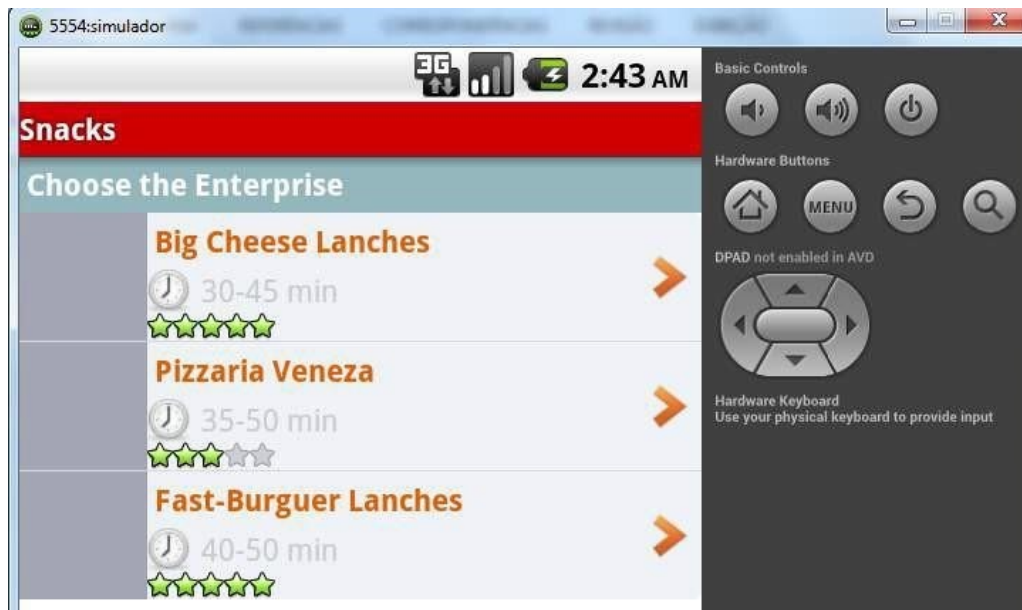 5554:simulador
3G
2:43 AM
Snacks
Choose the Enterprise
Big Cheese Lanches
30-45 min
Pizzaria Veneza
35-50 min
Fast-Burguer Lanches
40-50 min
Basic Controls
Hardware Buttons
MENU
DPAD not enabled in AVD
Hardware Keyboard
Use your physical keyboard to provide input